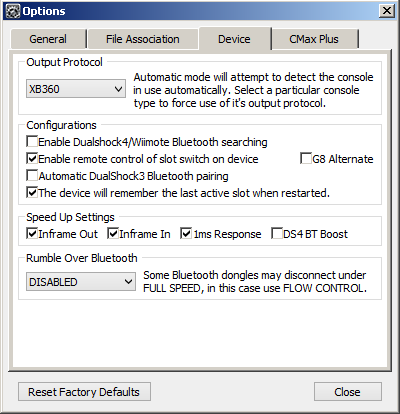 Options
General
File Association
Device
CMax Plus
Output Protocol
XB360
Automatic mode will attempt to detect the console
in use automatically. Select a particular console
type to force use of it's output protocol.
Configurations
Enable Dualshock4/Wiimote Bluetooth searching
Enable remote control of slot switch on device
G8 Alternate
Automatic DualShock3 Bluetooth pairing
The device will remember the last active slot when restarted.
Speed Up Settings
Inframe Out
Inframe In
1ms Response
DS4 BT Boost
Rumble Over Bluetooth
DISABLED
Some Bluetooth dongles may disconnect under
FULL SPEED, in this case use FLOW CONTROL.
Reset Factory Defaults
Close